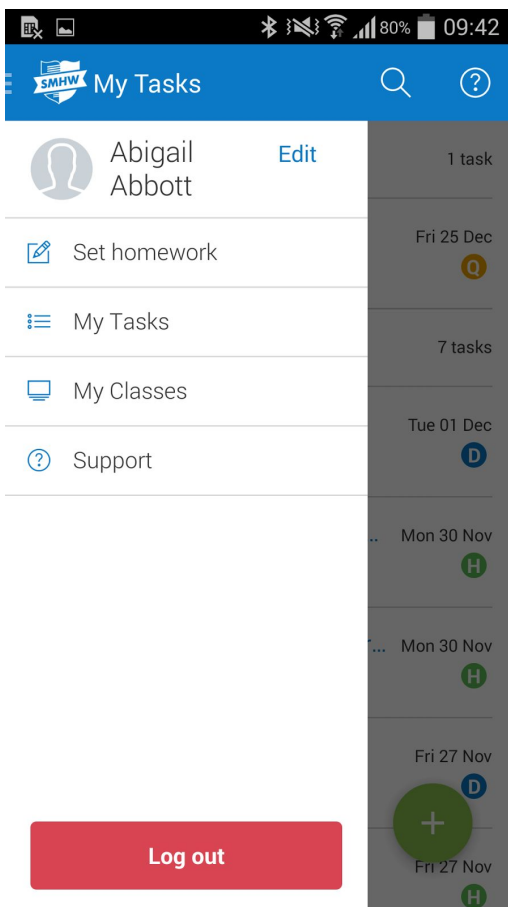 80% 09:42
SMHW My Tasks
Abigail Abbott
Edit
1 task
Set homework
Fri 25 Dec
Q
My Tasks
7 tasks
My Classes
Tue 01 Dec
D
Support
.. Mon 30 Nov
H
... Mon 30 Nov
H
Fri 27 Nov
D
+
Log out
Fri 27 Nov
H